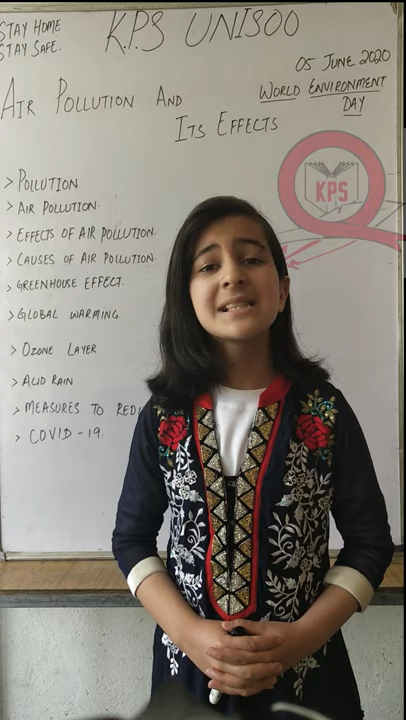 STAY HOME
STAY SAFE.
K.P.S UNISOO
05 JUNE 2020
WORLD ENVIRONMENT
DAY
AIR POLLUTION AND
ITS EFFECTS
KPS
> POLLUTION
> AIR POLLUTION.
> EFFECTS OF AIR POLLUTION.
> CAUSES OF AIR POLLUTION.
> GREENHOUSE EFFECT.
> GLOBAL WARMING.
> OZONE LAYER
> ACID RAIN
> MEASURES TO RED
> COVID-19.